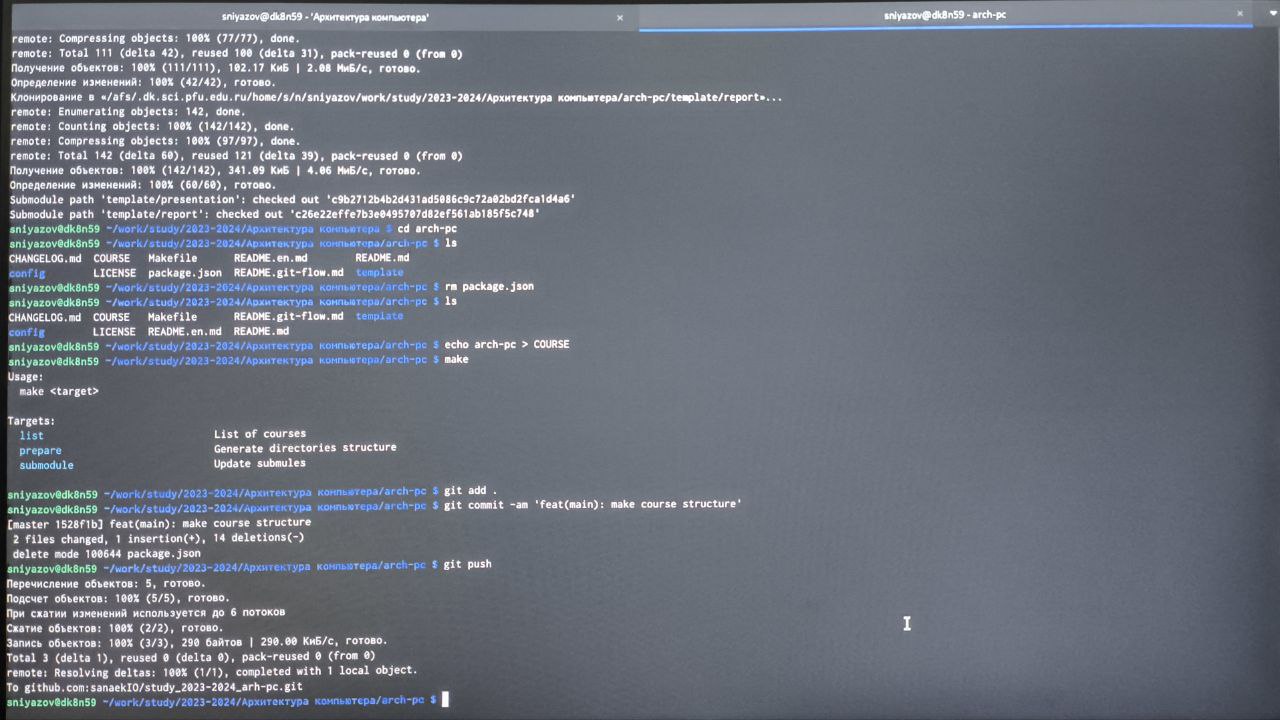 sniyazov@dk8n59 - 'Архитектура компьютера' ×
sniyazov@dk8n59 - arch-pc ×
remote: Compressing objects: 100% (77/77), done.
remote: Total 111 (delta 42), reused 100 (delta 31), pack-reused 0 (from 0)
Получение объектов: 100% (111/111), 102.17 КиБ | 2.08 МиБ/с, готово.
Определение изменений: 100% (42/42), готово.
Клонирование в «/afs/.dk.sci.pfu.edu.ru/home/s/n/sniyazov/work/study/2023-2024/Архитектура компьютера/arch-pc/template/report»...
remote: Enumerating objects: 142, done.
remote: Counting objects: 100% (142/142), done.
remote: Compressing objects: 100% (97/97), done.
remote: Total 142 (delta 60), reused 121 (delta 39), pack-reused 0 (from 0)
Получение объектов: 100% (142/142), 341.09 КиБ | 4.06 МиБ/с, готово.
Определение изменений: 100% (60/60), готово.
Submodule path 'template/presentation': checked out 'c9b2712b4b2d431ad5086c9c72a02bd2fca1d4a6'
Submodule path 'template/report': checked out 'c26e22effe7b3e0495707d82ef561ab185f5c748'
sniyazov@dk8n59 ~/work/study/2023-2024/Архитектура компьютера $ cd arch-pc
sniyazov@dk8n59 ~/work/study/2023-2024/Архитектура компьютера/arch-pc $ ls
CHANGELOG.md COURSE Makefile README.en.md README.md
config LICENSE package.json README.git-flow.md template
sniyazov@dk8n59 ~/work/study/2023-2024/Архитектура компьютера/arch-pc $ rm package.json
sniyazov@dk8n59 ~/work/study/2023-2024/Архитектура компьютера/arch-pc $ ls
CHANGELOG.md COURSE Makefile README.git-flow.md template
config LICENSE README.en.md README.md
sniyazov@dk8n59 ~/work/study/2023-2024/Архитектура компьютера/arch-pc $ echo arch-pc > COURSE
sniyazov@dk8n59 ~/work/study/2023-2024/Архитектура компьютера/arch-pc $ make
Usage:
make <target>
Targets:
list List of courses
prepare Generate directories structure
submodule Update submules
sniyazov@dk8n59 ~/work/study/2023-2024/Архитектура компьютера/arch-pc $ git add .
sniyazov@dk8n59 ~/work/study/2023-2024/Архитектура компьютера/arch-pc $ git commit -am 'feat(main): make course structure'
[master 1528f1b] feat(main): make course structure
2 files changed, 1 insertion(+), 14 deletions(-)
delete mode 100644 package.json
sniyazov@dk8n59 ~/work/study/2023-2024/Архитектура компьютера/arch-pc $ git push
Перечисление объектов: 5, готово.
Подсчет объектов: 100% (5/5), готово.
При сжатии изменений используется до 6 потоков
Сжатие объектов: 100% (2/2), готово.
Запись объектов: 100% (3/3), 290 байтов | 290.00 КиБ/с, готово.
Total 3 (delta 1), reused 0 (delta 0), pack-reused 0 (from 0)
remote: Resolving deltas: 100% (1/1), completed with 1 local object.
To github.com:sanaekIO/study_2023-2024_arh-pc.git
sniyazov@dk8n59 ~/work/study/2023-2024/Архитектура компьютера/arch-pc $